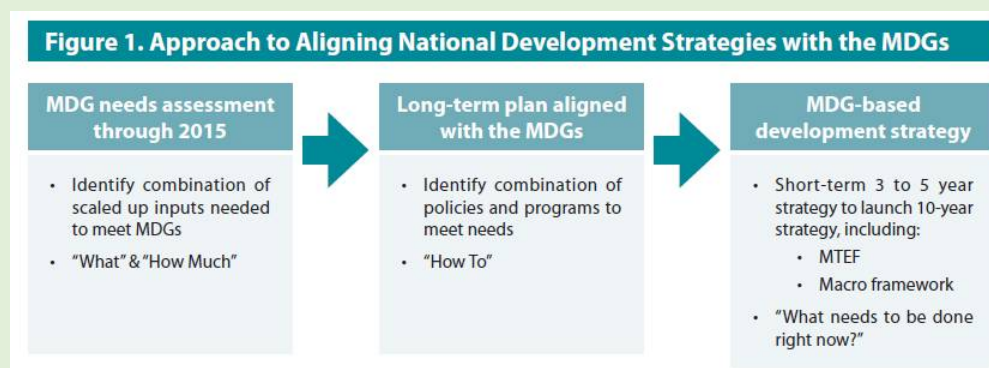 Figure 1. Approach to Aligning National Development Strategies with the MDGs
MDG needs assessment
through 2015
• Identify combination of
scaled up inputs needed
to meet MDGs
• “What” & “How Much”
Long-term plan aligned
with the MDGs
• Identify combination of
policies and programs to
meet needs
• “How To”
MDG-based
development strategy
• Short-term 3 to 5 year
strategy to launch 10-year
strategy, including:
• MTEF
• Macro framework
• “What needs to be done
right now?”